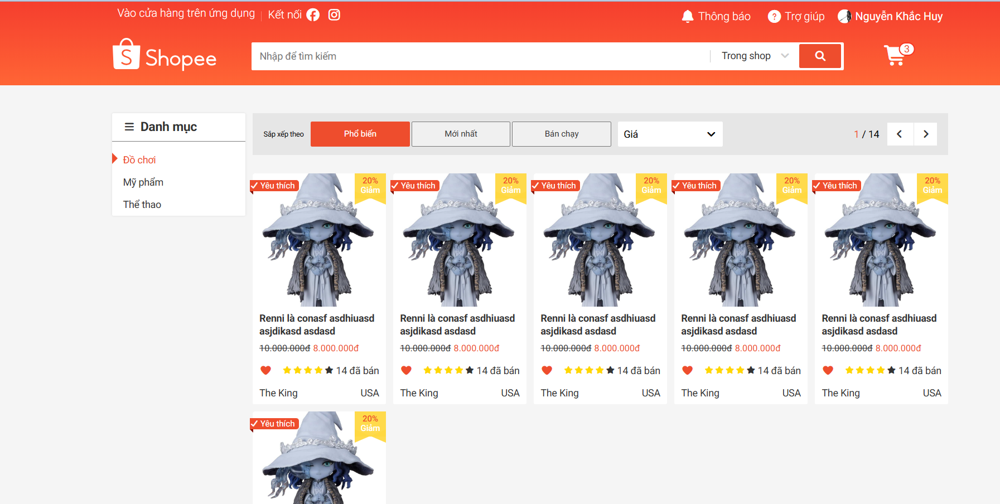 Vào cửa hàng trên ứng dụng Kết nối Thông báo ? Trợ giúp Nguyễn Khắc Huy
S Shopee Nhập để tìm kiếm Trong shop 3
Danh mục
Đồ chơi
Mỹ phẩm
Thể thao
Sắp xếp theo Phổ biến Mới nhất Bán chạy Giá 1 / 14
Yêu thích 20% Giảm
Renni là conasf asdhiuasd
asjdikasd asdasd
10.000.000đ 8.000.000đ
14 đã bán
The King USA
Yêu thích 20% Giảm
Renni là conasf asdhiuasd
asjdikasd asdasd
10.000.000đ 8.000.000đ
14 đã bán
The King USA
Yêu thích 20% Giảm
Renni là conasf asdhiuasd
asjdikasd asdasd
10.000.000đ 8.000.000đ
14 đã bán
The King USA
Yêu thích 20% Giảm
Renni là conasf asdhiuasd
asjdikasd asdasd
10.000.000đ 8.000.000đ
14 đã bán
The King USA
Yêu thích 20% Giảm
Renni là conasf asdhiuasd
asjdikasd asdasd
10.000.000đ 8.000.000đ
14 đã bán
The King USA
Yêu thích 20% Giảm